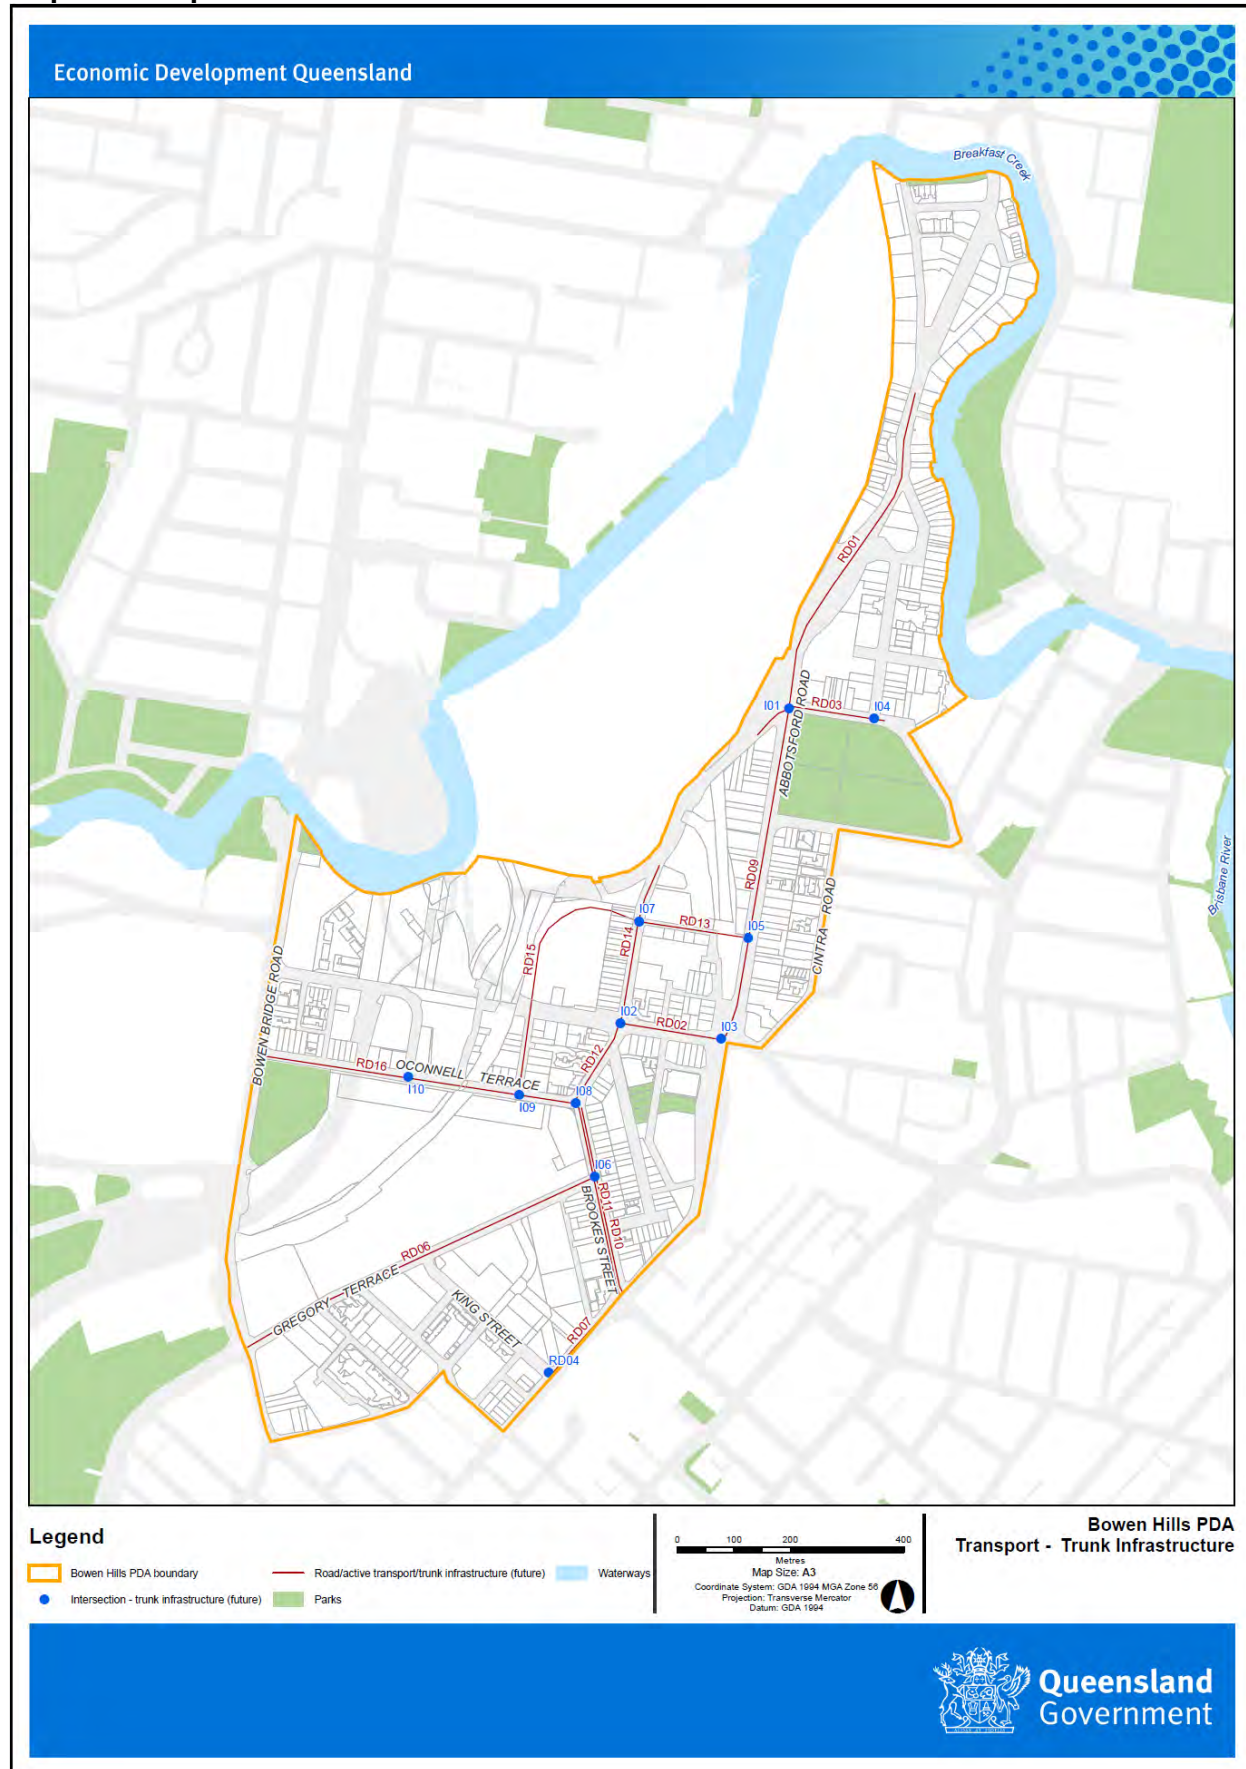 Economic Development Queensland
Breakfast Creek
RD01
ABBOTSFORD ROAD
I01
RD03
I04
RD09
CINTRA ROAD
Brisbane River
I07
RD13
I05
RD14
RD15
BOWEN BRIDGE ROAD
I02
RD02
I03
RD12
RD16
OCONNELL TERRACE
I10
I09
I08
I06
RD11
RD10
BROOKES STREET
RD06
GREGORY TERRACE
KING STREET
RD07
RD04
Legend
Bowen Hills PDA boundary
Road/active transport/trunk infrastructure (future)
Waterways
Intersection - trunk infrastructure (future)
Parks
0 100 200 400
Metres
Map Size: A3
Coordinate System: GDA 1994 MGA Zone 56
Projection: Transverse Mercator
Datum: GDA 1994
Bowen Hills PDA
Transport - Trunk Infrastructure
Queensland
Government